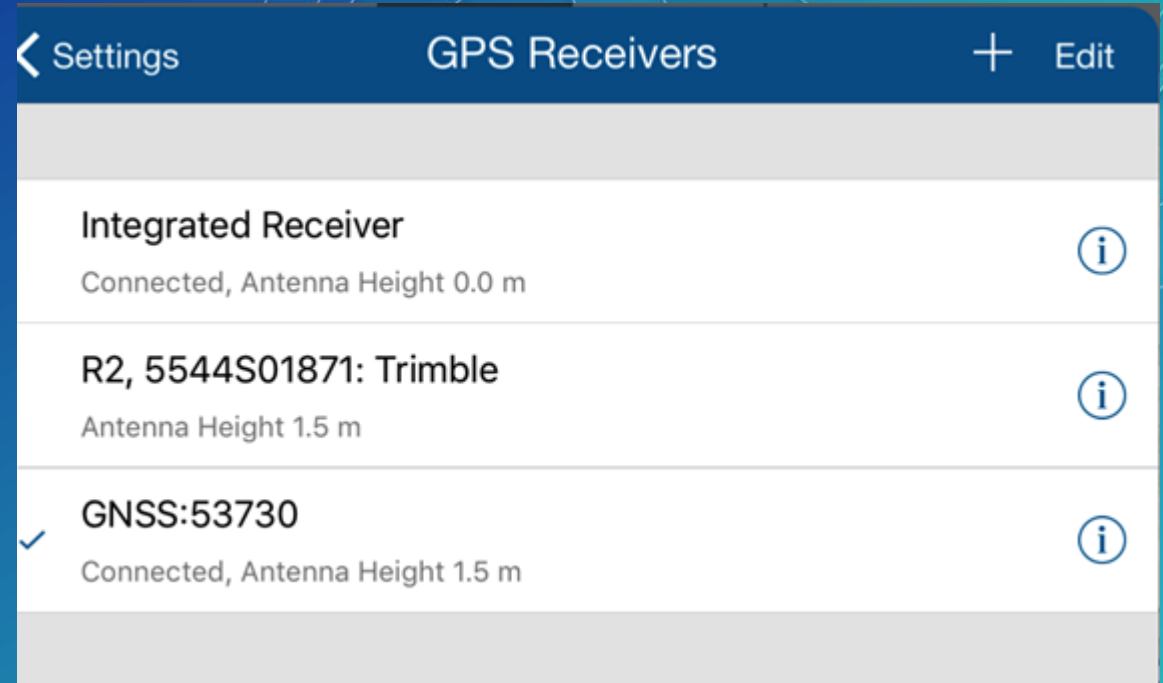 Settings GPS Receivers + Edit
Integrated Receiver
Connected, Antenna Height 0.0 m
R2, 5544S01871: Trimble
Antenna Height 1.5 m
GNSS:53730
Connected, Antenna Height 1.5 m